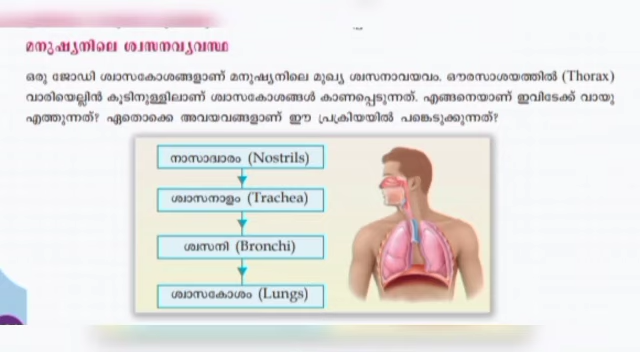 മനുഷ്യനിലെ ശ്വസനവ്യവസ്ഥ
ഒരു ജോഡി ശ്വാസകോശങ്ങളാണ് മനുഷ്യനിലെ മുഖ്യ ശ്വസനാവയവം. ഔരസാശയത്തിൽ (Thorax)
വാരിയെല്ലിൻ കൂടിനുള്ളിലാണ് ശ്വാസകോശങ്ങൾ കാണപ്പെടുന്നത്. എങ്ങനെയാണ് ഇവിടേക്ക് വായു
എത്തുന്നത്? ഏതൊക്കെ അവയവങ്ങളാണ് ഈ പ്രക്രിയയിൽ പങ്കെടുക്കുന്നത്?
നാസാദ്വാരം (Nostrils)
ശ്വാസനാളം (Trachea)
ശ്വസനി (Bronchi)
ശ്വാസകോശം (Lungs)